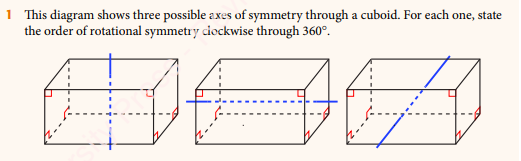 1 This diagram shows three possible axes of symmetry through a cuboid. For each one, state
the order of rotational symmetry clockwise through 360°.